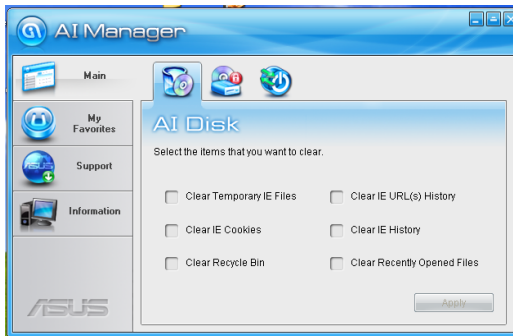 AI Manager
Main
My
Favorites
Support
Information
AI Disk
Select the items that you want to clear.
Clear Temporary IE Files
Clear IE URL(s) History
Clear IE Cookies
Clear IE History
Clear Recycle Bin
Clear Recently Opened Files
Apply
ASUS